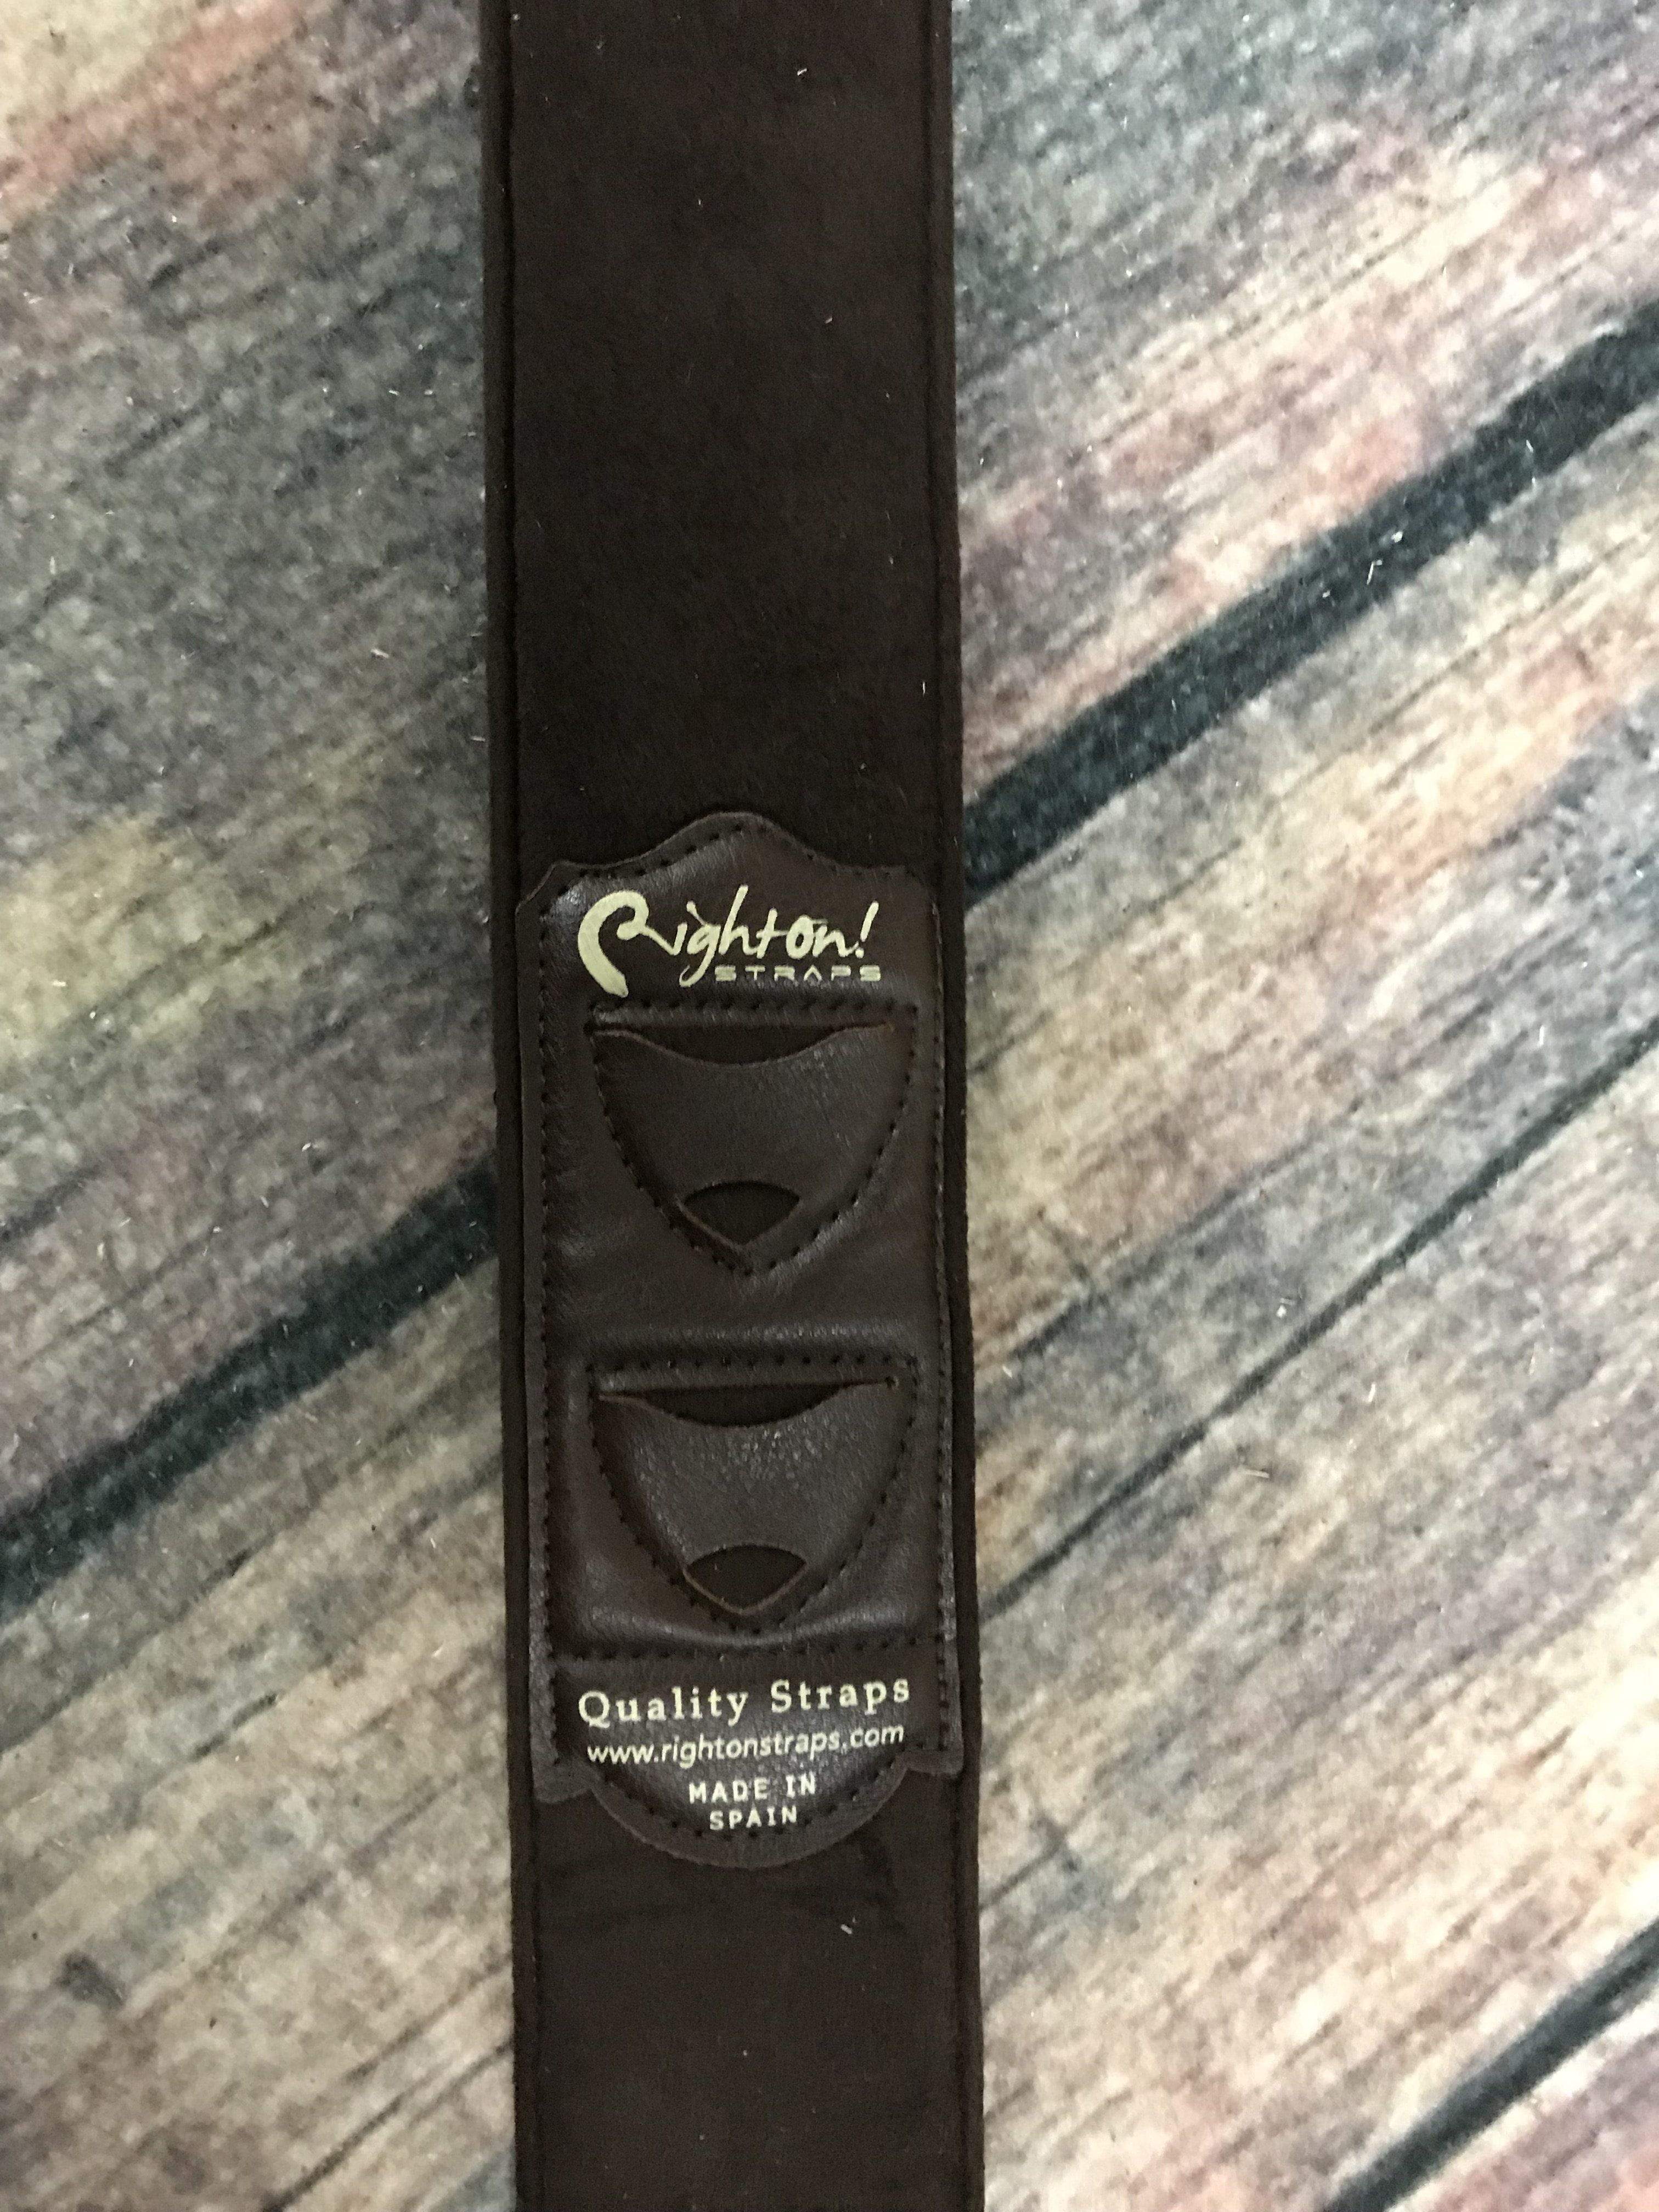 Righton!
STRAPS
Quality Straps
www.rightonstraps.com
MADE IN
SPAIN